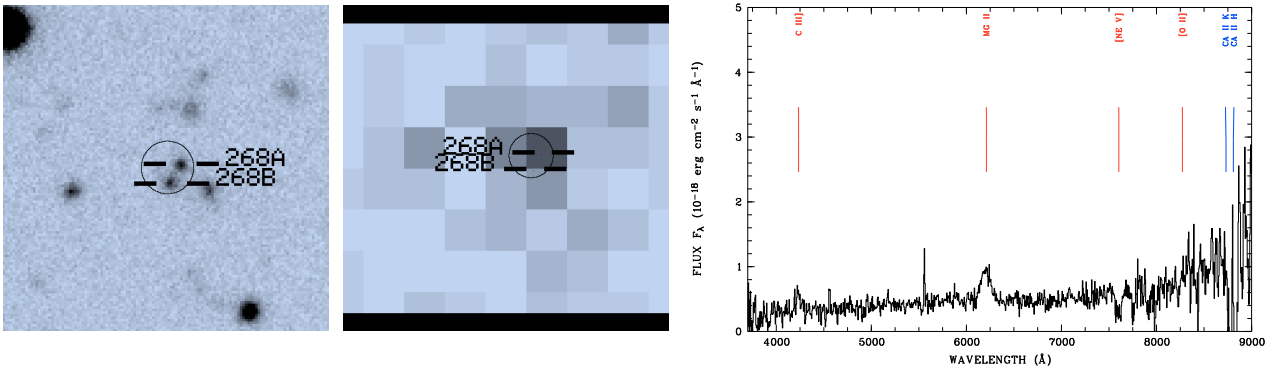 268A
268B
268A
268B
C III]
MG II
[NE V]
[O II]
CA II K
CA II H
5
4
3
2
1
0
FLUX Fλ (10⁻¹⁸ erg cm⁻² s⁻¹ Å⁻¹)
4000 5000 6000 7000 8000 9000
WAVELENGTH (Å)